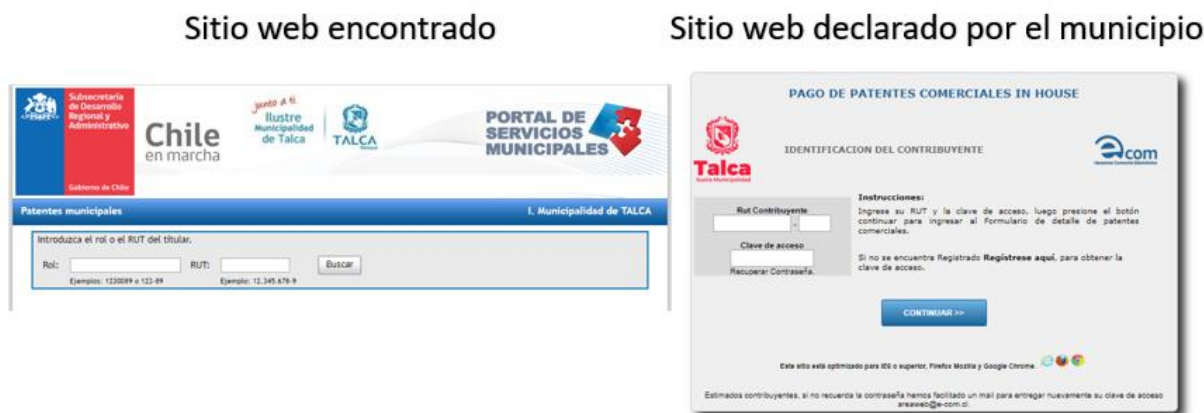 Sitio web encontrado
Sitio web declarado por el municipio
Subsecretaría
de Desarrollo
Regional y
Administrativo
Gobierno de Chile
Chile
en marcha
junto a ti
Ilustre
Municipalidad
de Talca
TALCA
PORTAL DE
SERVICIOS
MUNICIPALES
Patentes municipales
I. Municipalidad de TALCA
Introduzca el rol o el RUT del titular.
Rol:
RUT:
Buscar
Ejemplos: 1230089 o 123-89
Ejemplo: 12.345.678-9
PAGO DE PATENTES COMERCIALES IN HOUSE
Talca
Ilustre Municipalidad
IDENTIFICACION DEL CONTRIBUYENTE
ecom
Rut Contribuyente
-
Clave de acceso
Recuperar Contraseña.
Instrucciones:
Ingrese su RUT y la clave de acceso, luego presione el botón
continuar para ingresar al Formulario de detalle de patentes
comerciales.
Si no se encuentra Registrado Regístrese aquí, para obtener la
clave de acceso.
CONTINUAR >>
Este sitio está optimizado para IE6 o superior, Firefox Mozilla y Google Chrome.
Estimados contribuyentes, si no recuerda la contraseña hemos facilitado un mail para entregar nuevamente su clave de acceso
areaweb@e-com.cl.